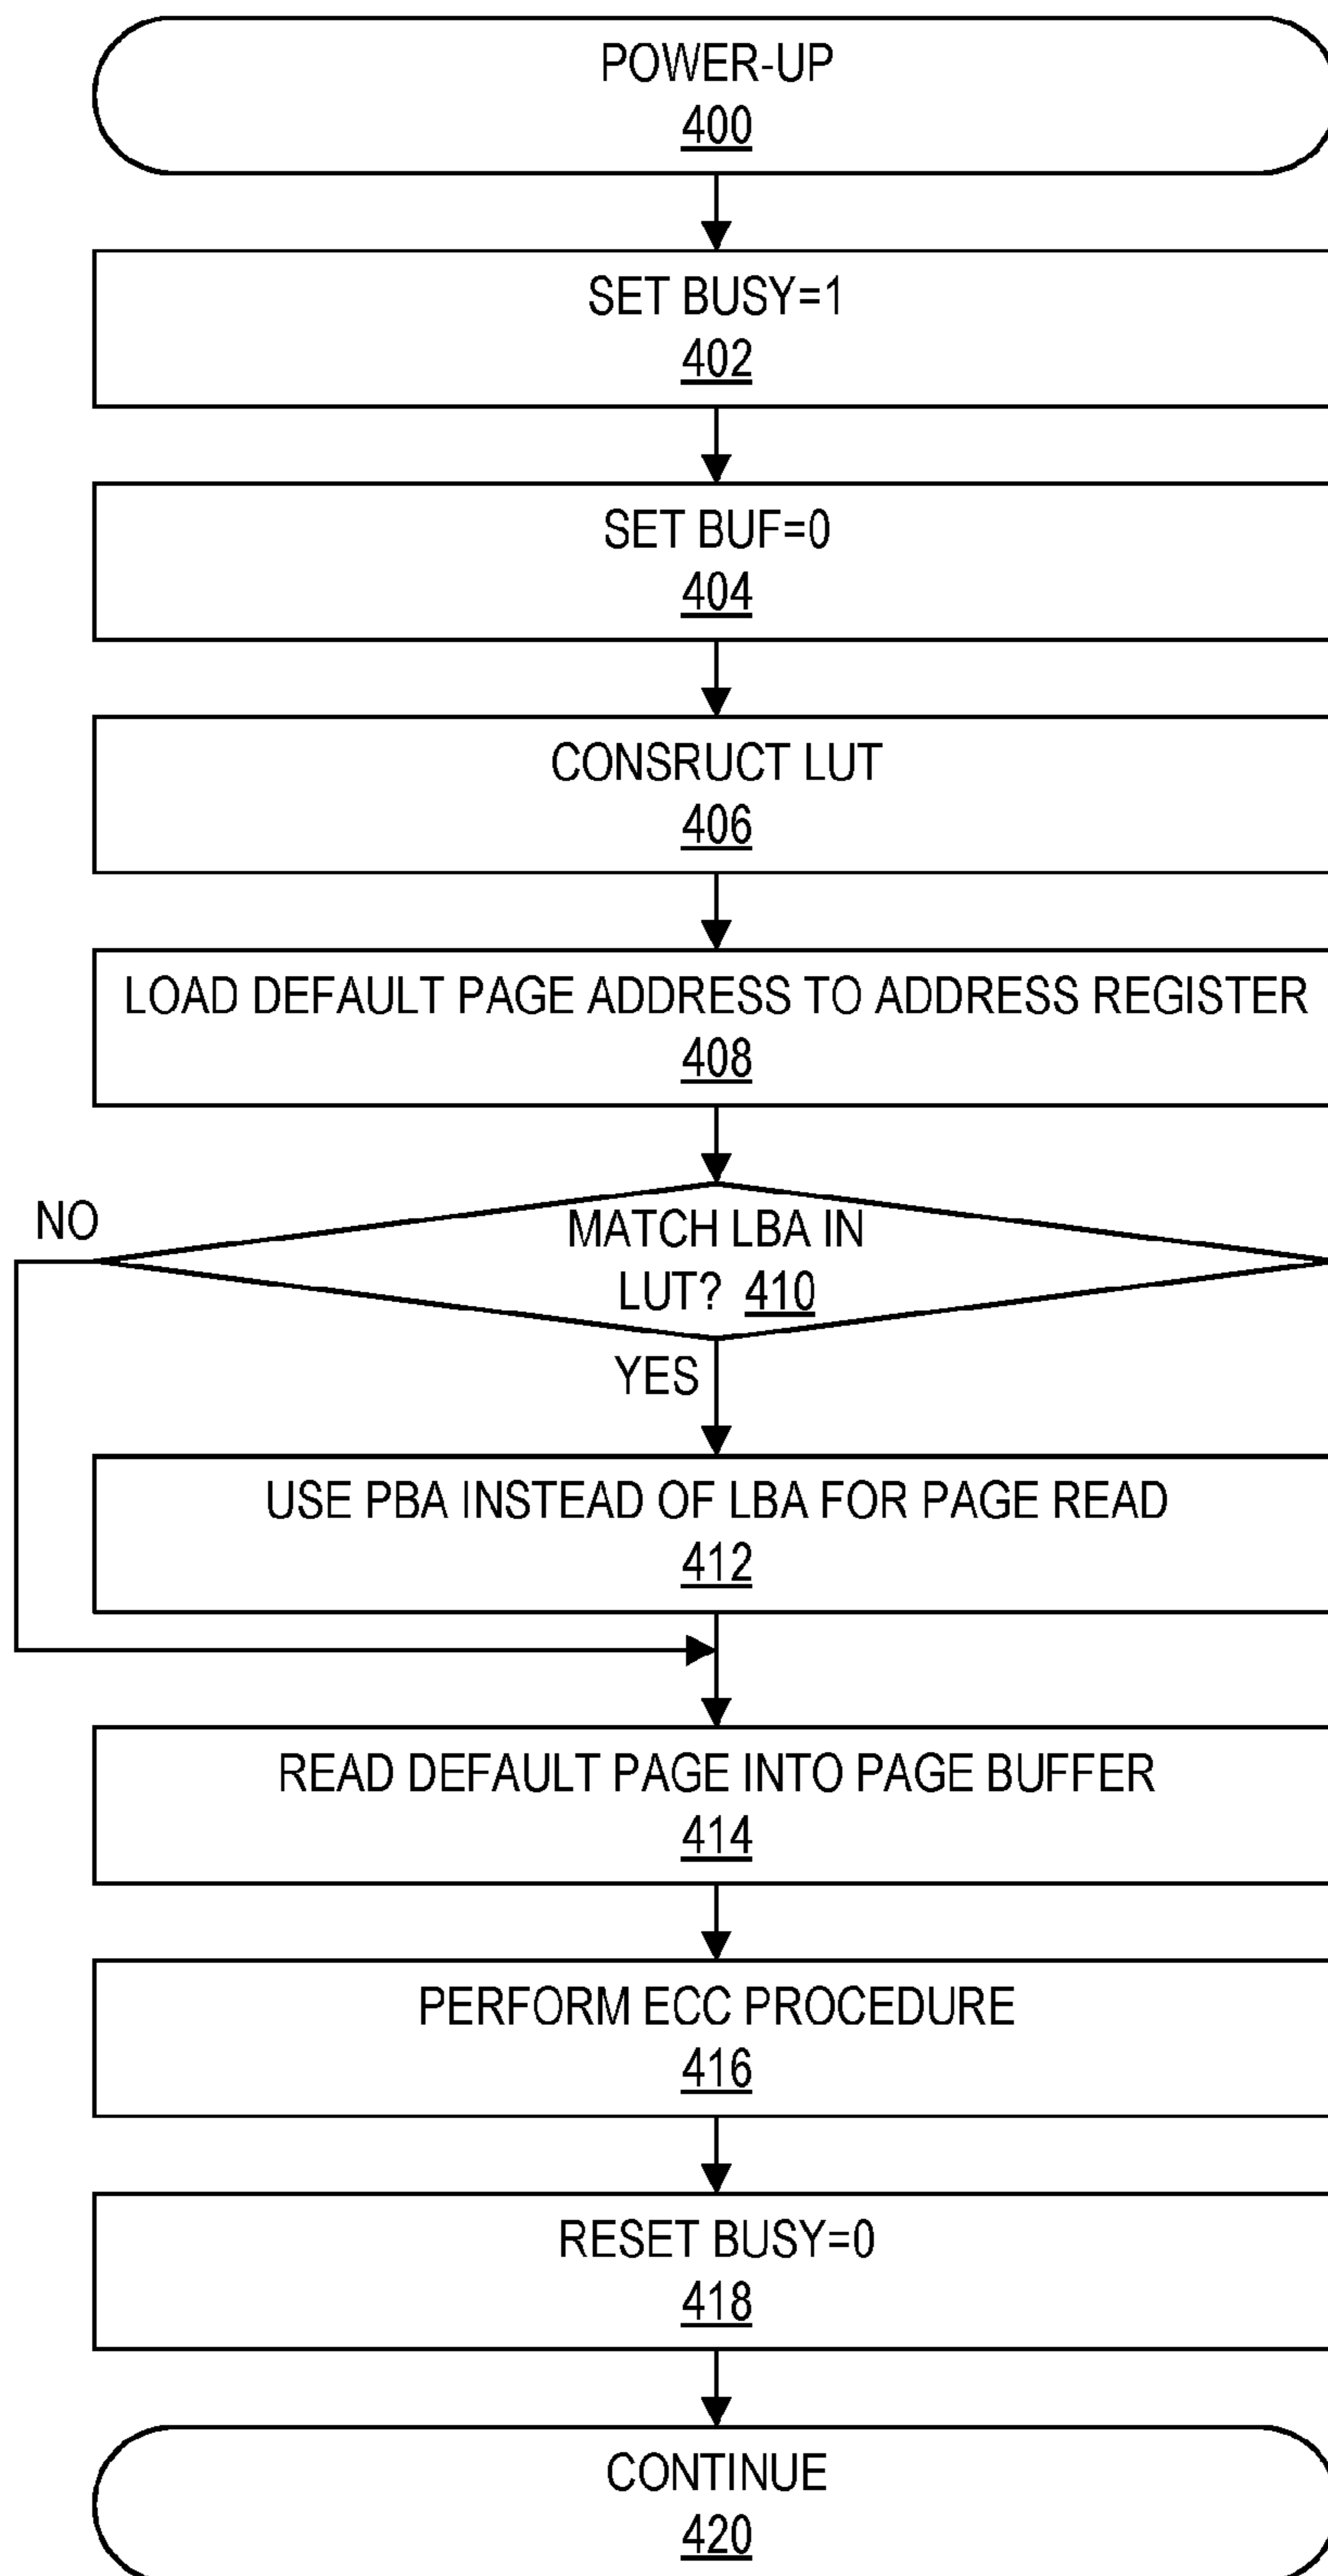 POWER-UP
400
SET BUSY=1
402
SET BUF=0
404
CONSRUCT LUT
406
LOAD DEFAULT PAGE ADDRESS TO ADDRESS REGISTER
408
NO
MATCH LBA IN
LUT? 410
YES
USE PBA INSTEAD OF LBA FOR PAGE READ
412
READ DEFAULT PAGE INTO PAGE BUFFER
414
PERFORM ECC PROCEDURE
416
RESET BUSY=0
418
CONTINUE
420